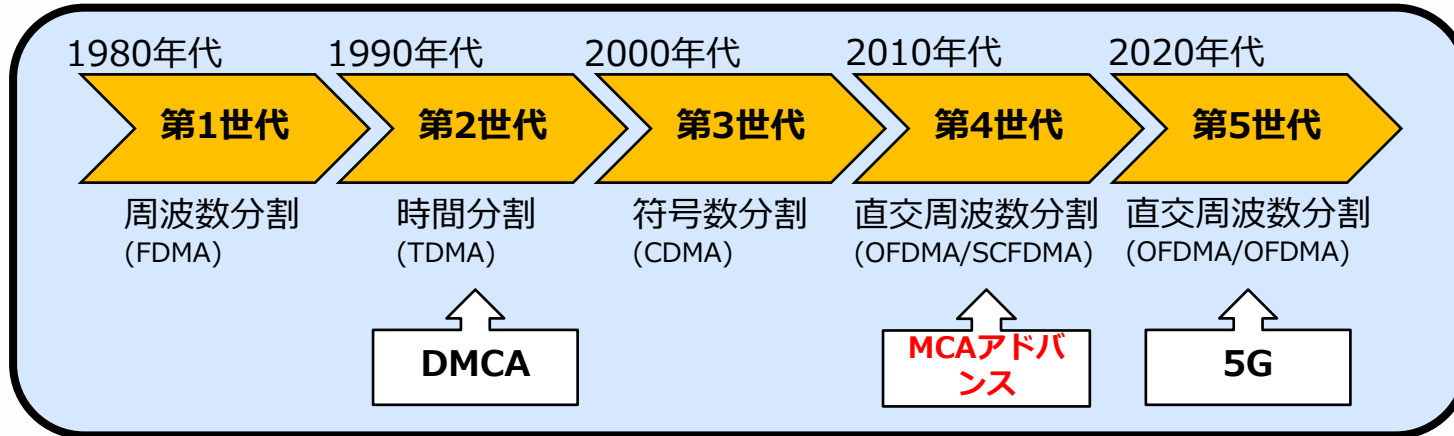 1980年代
1990年代
2000年代
2010年代
2020年代
第1世代
第2世代
第3世代
第4世代
第5世代
周波数分割
(FDMA)
時間分割
(TDMA)
符号数分割
(CDMA)
直交周波数分割
(OFDMA/SCFDMA)
直交周波数分割
(OFDMA/OFDMA)
DMCA
MCAアドバ
ンス
5G